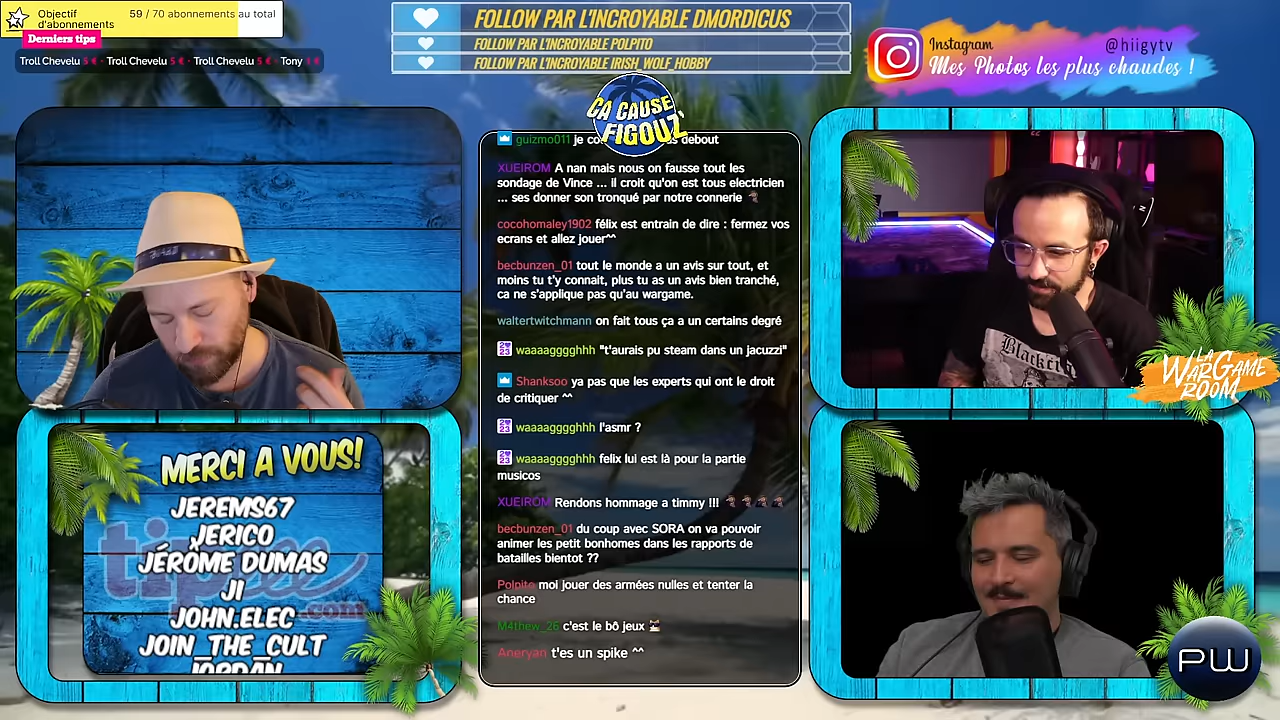 Objectif
d'abonnements
59 / 70 abonnements au total
Derniers tips
Troll Chevelu 5 € · Troll Chevelu 5 € · Troll Chevelu 5 € · Tony 4 €
FOLLOW PAR L'INCROYABLE DMORDICUS
FOLLOW PAR L'INCROYABLE POLPITO
FOLLOW PAR L'INCROYABLE IRISH_WOLF_HOBBY
Instagram
@hiigytv
Mes Photos les plus chaudes !
ÇA CAUSE
FIGOUZ'
guizmo011 je debout
XUEIROM A nan mais nous on fausse tout les
sondage de Vince ... il croit qu'on est tous electricien
... ses donner son tronqué par notre connerie
cocohomaley1902 félix est entrain de dire : fermez vos
ecrans et allez jouer^^
becbunzen_01 tout le monde a un avis sur tout, et
moins tu t'y connait, plus tu as un avis bien tranché,
ca ne s'applique pas qu'au wargame.
waltertwitchmann on fait tous ça a un certains degré
waaaagggghhh "t'aurais pu steam dans un jacuzzi"
Shanksoo ya pas que les experts qui ont le droit
de critiquer ^^
waaaagggghhh l'asmr ?
waaaagggghhh felix lui est là pour la partie
musicos
XUEIROM Rendons hommage a timmy !!!
becbunzen_01 du coup avec SORA on va pouvoir
animer les petit bonhomes dans les rapports de
batailles bientot ??
Polpito moi jouer des armées nulles et tenter la
chance
M4thew_26 c'est le bô jeux
Aneryan t'es un spike ^^
MERCI A VOUS!
JEREMS67
JERICO
JÉRÔME DUMAS
JI
JOHN.ELEC
JOIN_THE_CULT
JORDAN
LA
WARGAME
ROOM
PW